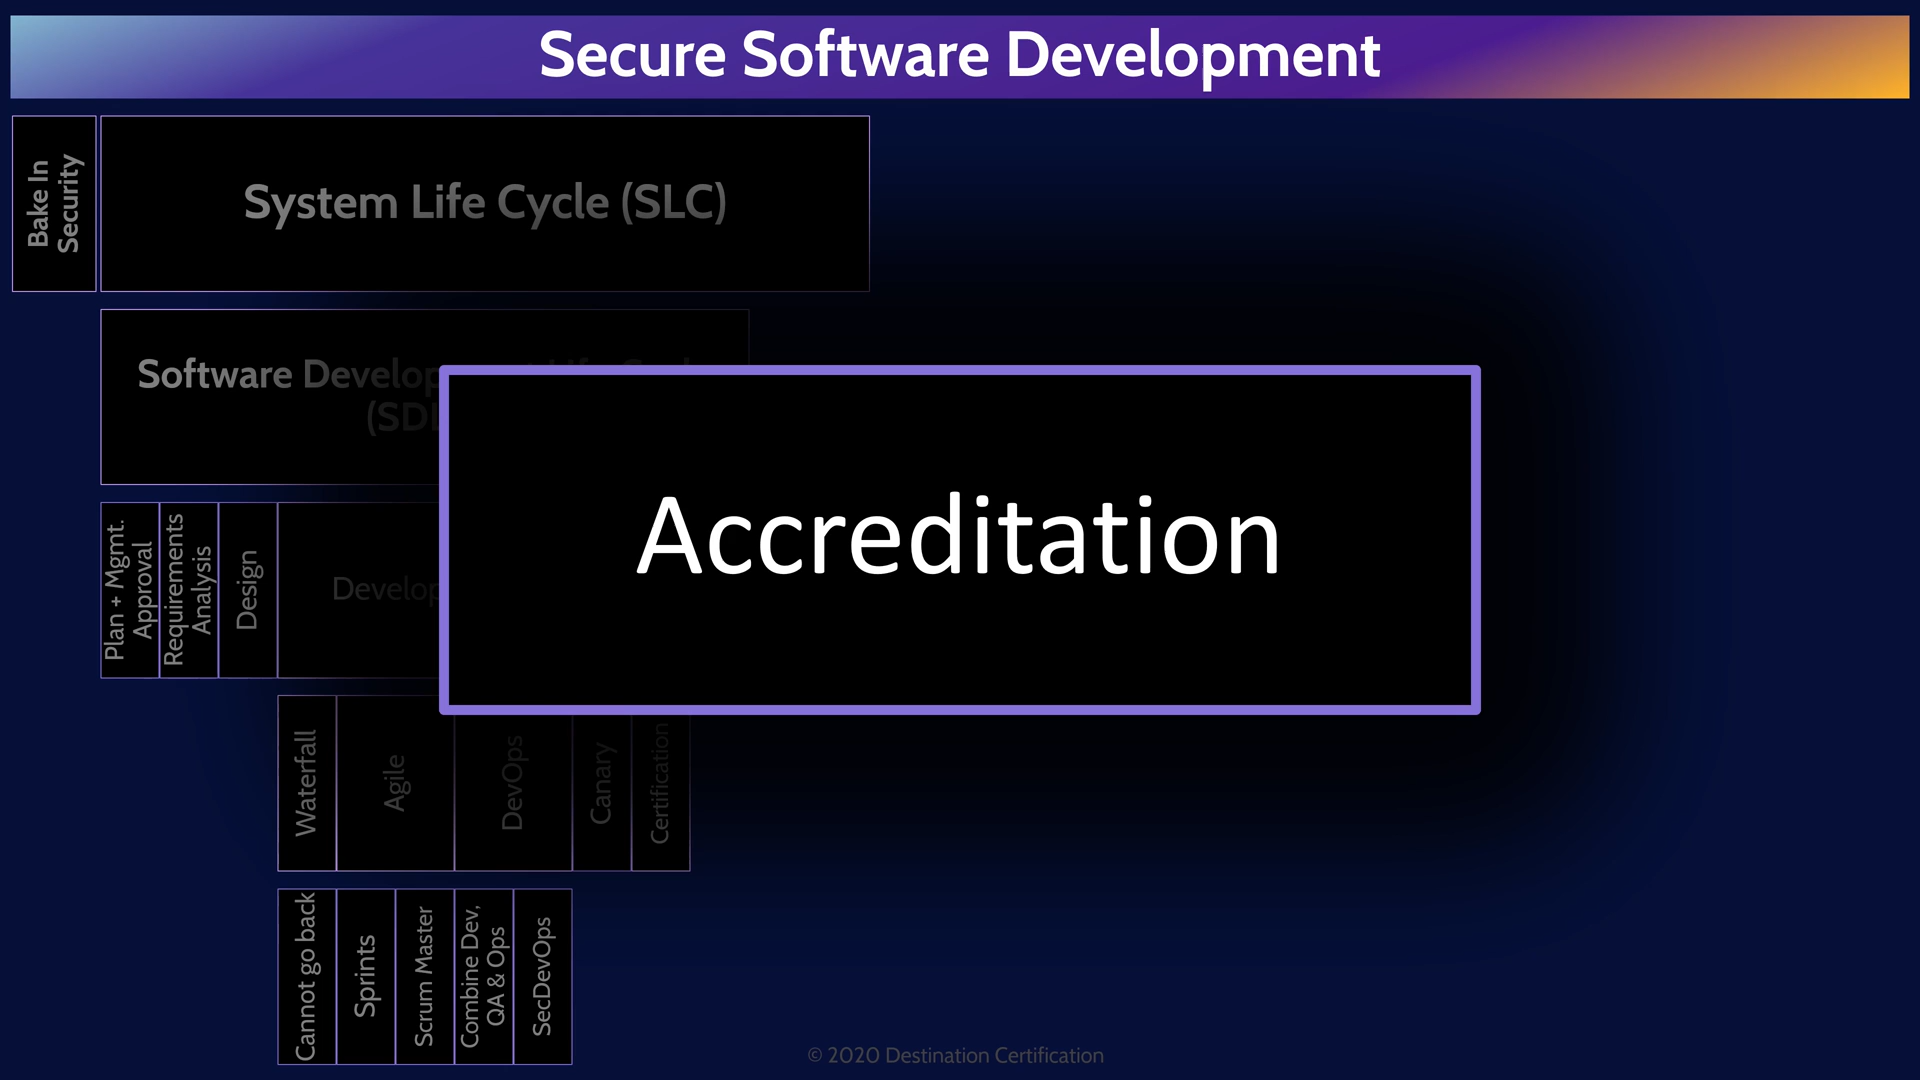 Secure Software Development
Bake In
Security
System Life Cycle (SLC)
Software Develop
(SD
Accreditation
Plan + Mgmt.
Approval
Requirements
Analysis
Design
Develop
Waterfall
Agile
DevOps
Canary
Certification
Cannot go back
Sprints
Scrum Master
Combine Dev,
QA & Ops
SecDevOps
© 2020 Destination Certification